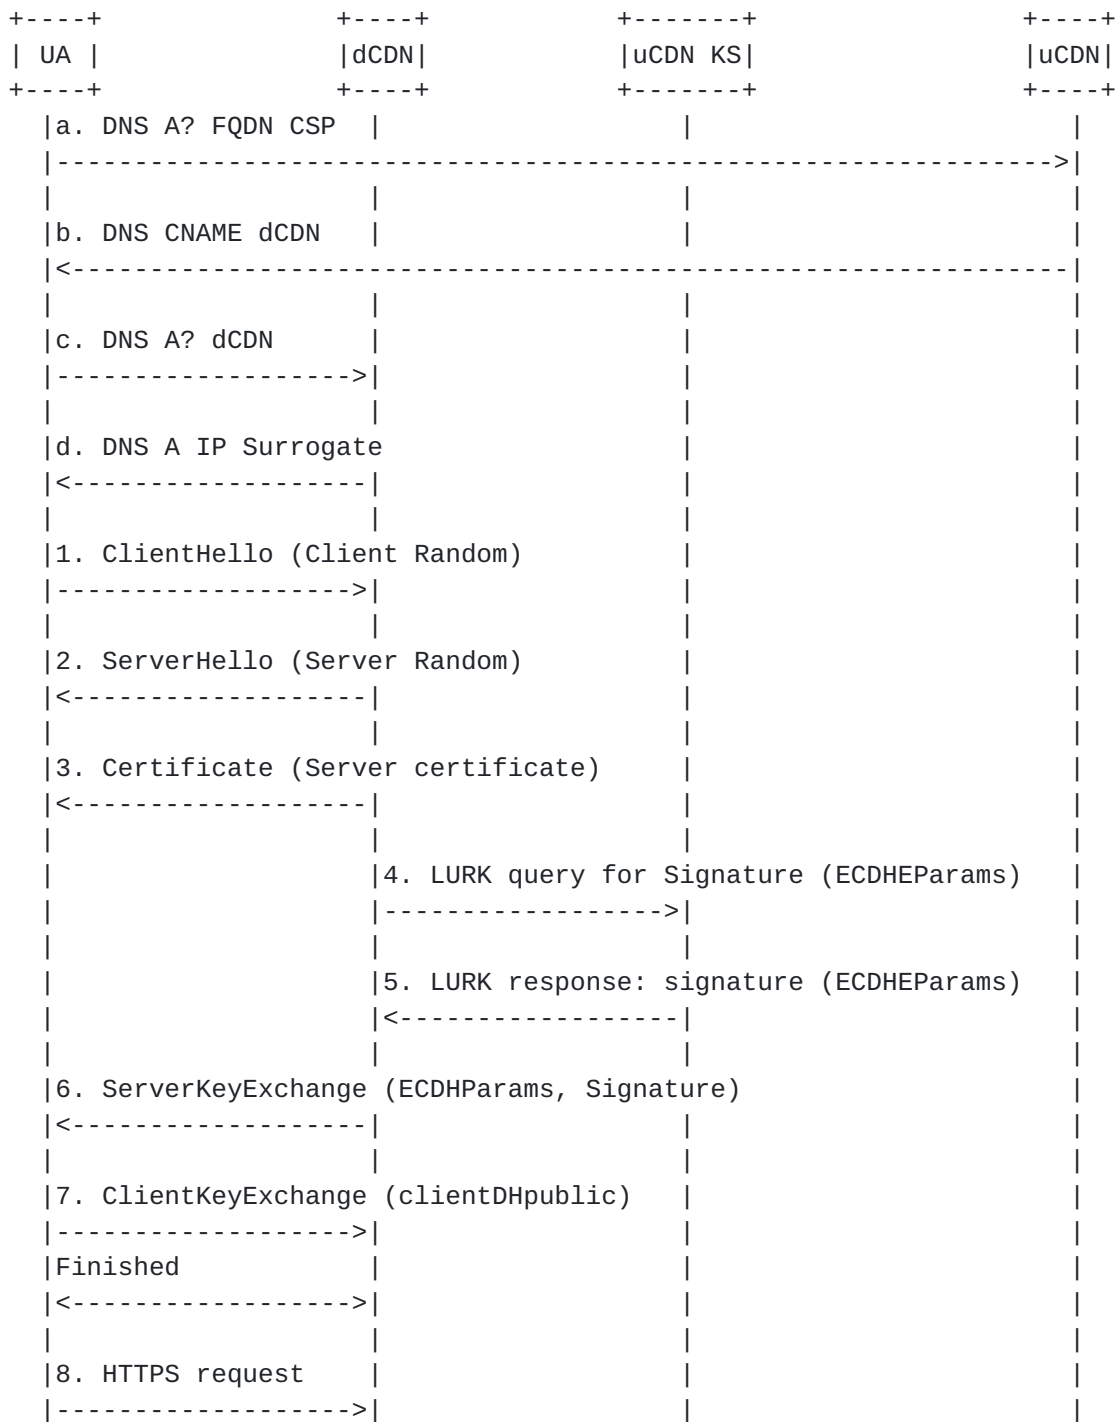 +----+               +----+            +-------+                 +----+
| UA |               |dCDN|            |uCDN KS|                 |uCDN|
+----+               +----+            +-------+                 +----+
  |a. DNS A? FQDN CSP  |                   |                        |
  |---------------------------------------------------------------->|
  |                    |                   |                        |
  |b. DNS CNAME dCDN   |                   |                        |
  |<----------------------------------------------------------------|
  |                    |                   |                        |
  |c. DNS A? dCDN      |                   |                        |
  |------------------->|                   |                        |
  |                    |                   |                        |
  |d. DNS A IP Surrogate                   |                        |
  |<-------------------|                   |                        |
  |                    |                   |                        |
  |1. ClientHello (Client Random)          |                        |
  |------------------->|                   |                        |
  |                    |                   |                        |
  |2. ServerHello (Server Random)          |                        |
  |<-------------------|                   |                        |
  |                    |                   |                        |
  |3. Certificate (Server certificate)     |                        |
  |<-------------------|                   |                        |
  |                    |                   |                        |
  |                    |4. LURK query for Signature (ECDHEParams)   |
  |                    |------------------>|                        |
  |                    |                   |                        |
  |                    |5. LURK response: signature (ECDHEParams)   |
  |                    |<------------------|                        |
  |                    |                   |                        |
  |6. ServerKeyExchange (ECDHParams, Signature)                     |
  |<-------------------|                   |                        |
  |                    |                   |                        |
  |7. ClientKeyExchange (clientDHpublic)   |                        |
  |------------------->|                   |                        |
  |Finished            |                   |                        |
  |<------------------>|                   |                        |
  |                    |                   |                        |
  |8. HTTPS request    |                   |                        |
  |------------------->|                   |                        |